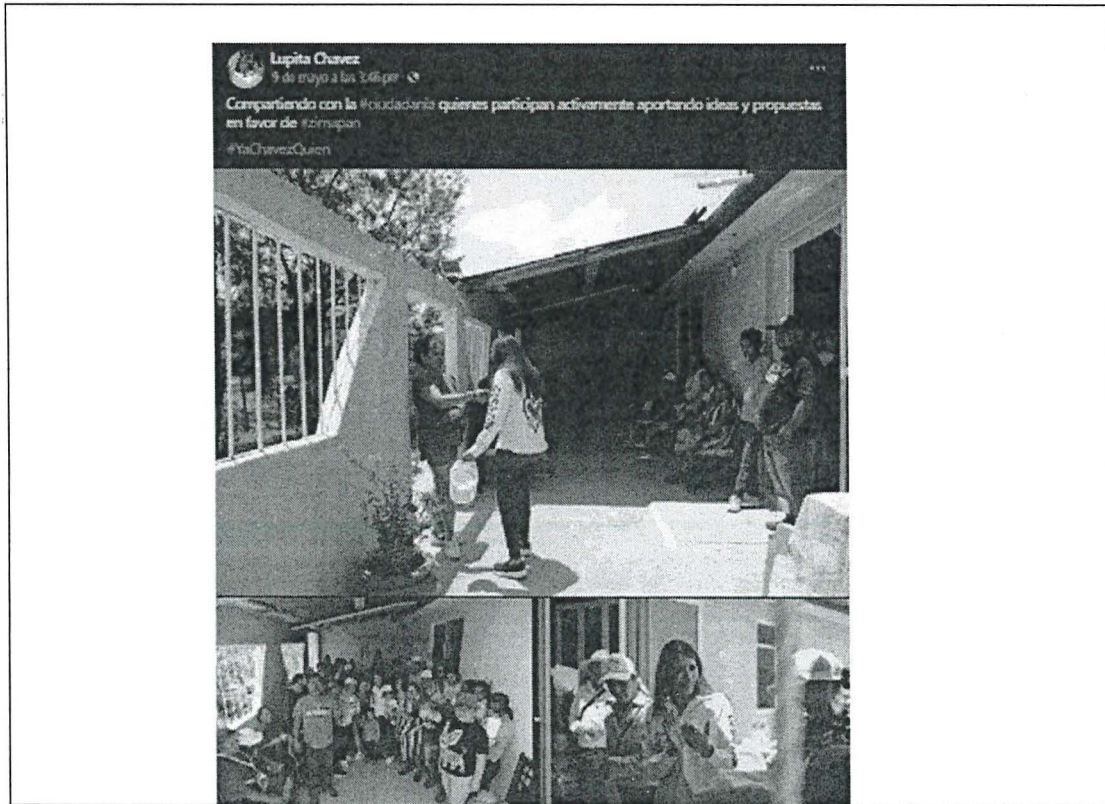 Lupita Chavez
9 de mayo a las 3:46 pm
Compartiendo con la #ciudadanía quienes participan activamente aportando ideas y propuestas
en favor de #zimapan
#YaChavezQuien